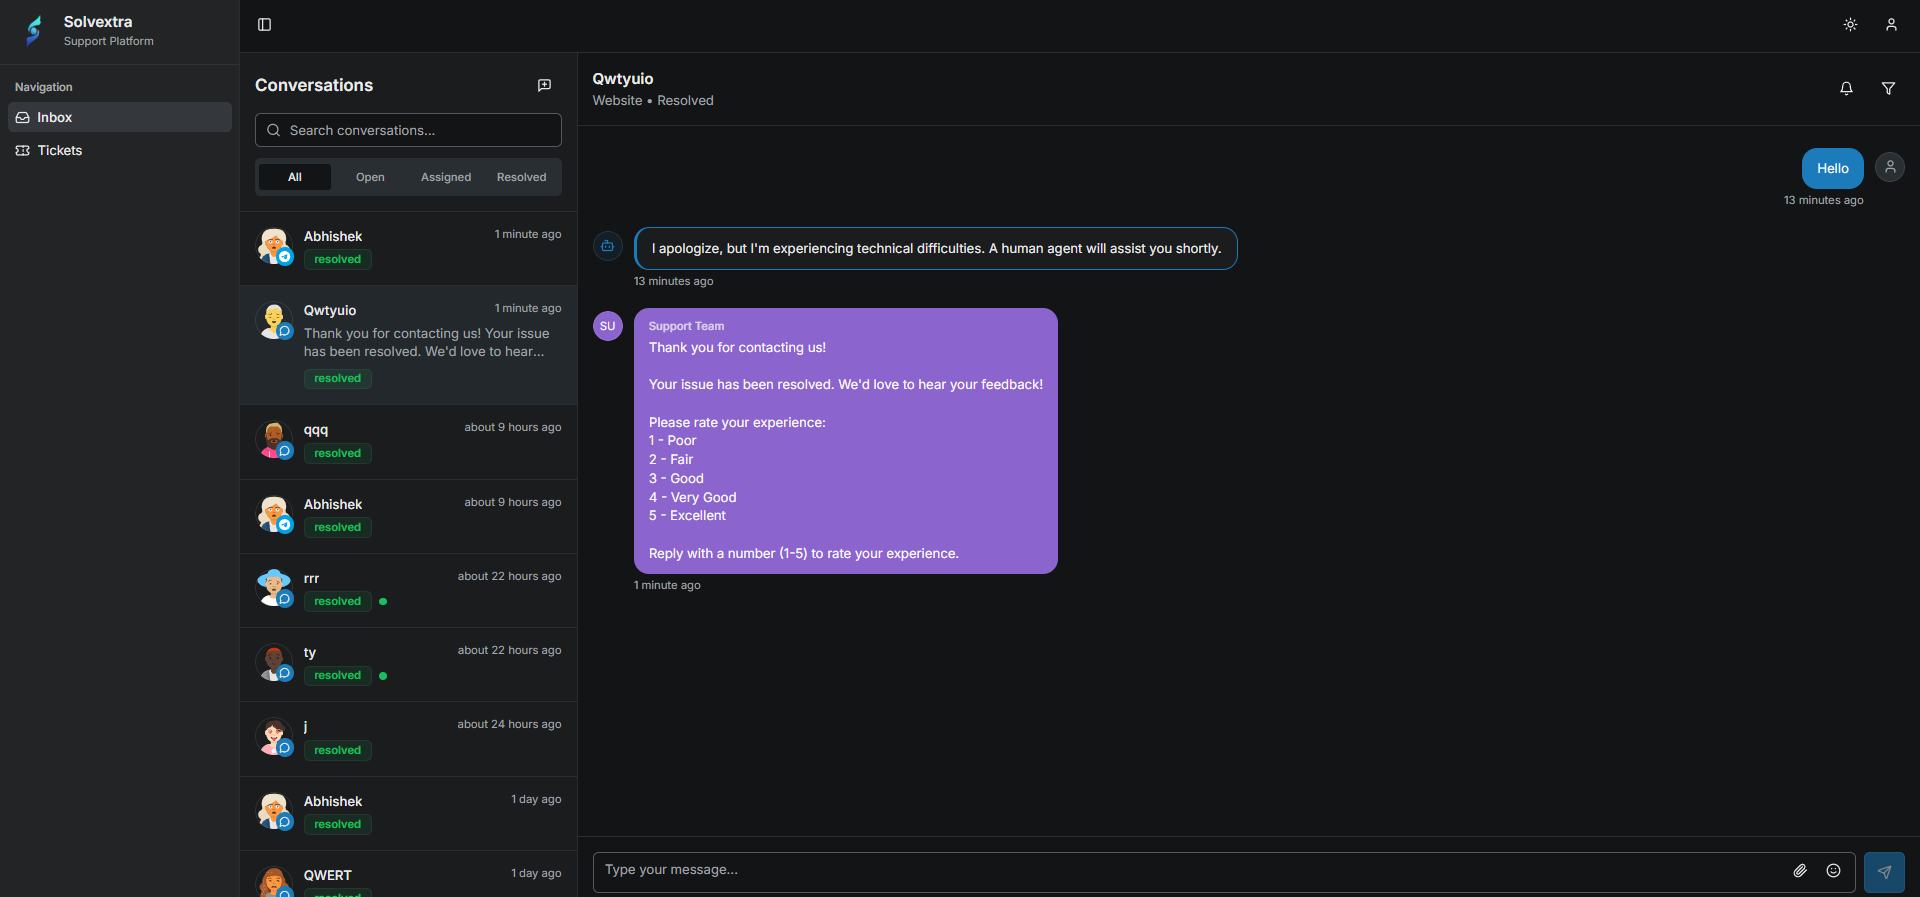 Solvextra
Support Platform
Navigation
Inbox
Tickets
Conversations
Search conversations...
All
Open
Assigned
Resolved
Abhishek
1 minute ago
resolved
Qwtyuio
1 minute ago
Thank you for contacting us! Your issue
has been resolved. We'd love to hear...
resolved
qqq
about 9 hours ago
resolved
Abhishek
about 9 hours ago
resolved
rrr
about 22 hours ago
resolved
ty
about 22 hours ago
resolved
j
about 24 hours ago
resolved
Abhishek
1 day ago
resolved
QWERT
1 day ago
resolved
Qwtyuio
Website • Resolved
Hello
13 minutes ago
I apologize, but I'm experiencing technical difficulties. A human agent will assist you shortly.
13 minutes ago
SU
Support Team
Thank you for contacting us!
Your issue has been resolved. We'd love to hear your feedback!
Please rate your experience:
1 - Poor
2 - Fair
3 - Good
4 - Very Good
5 - Excellent
Reply with a number (1-5) to rate your experience.
1 minute ago
Type your message...